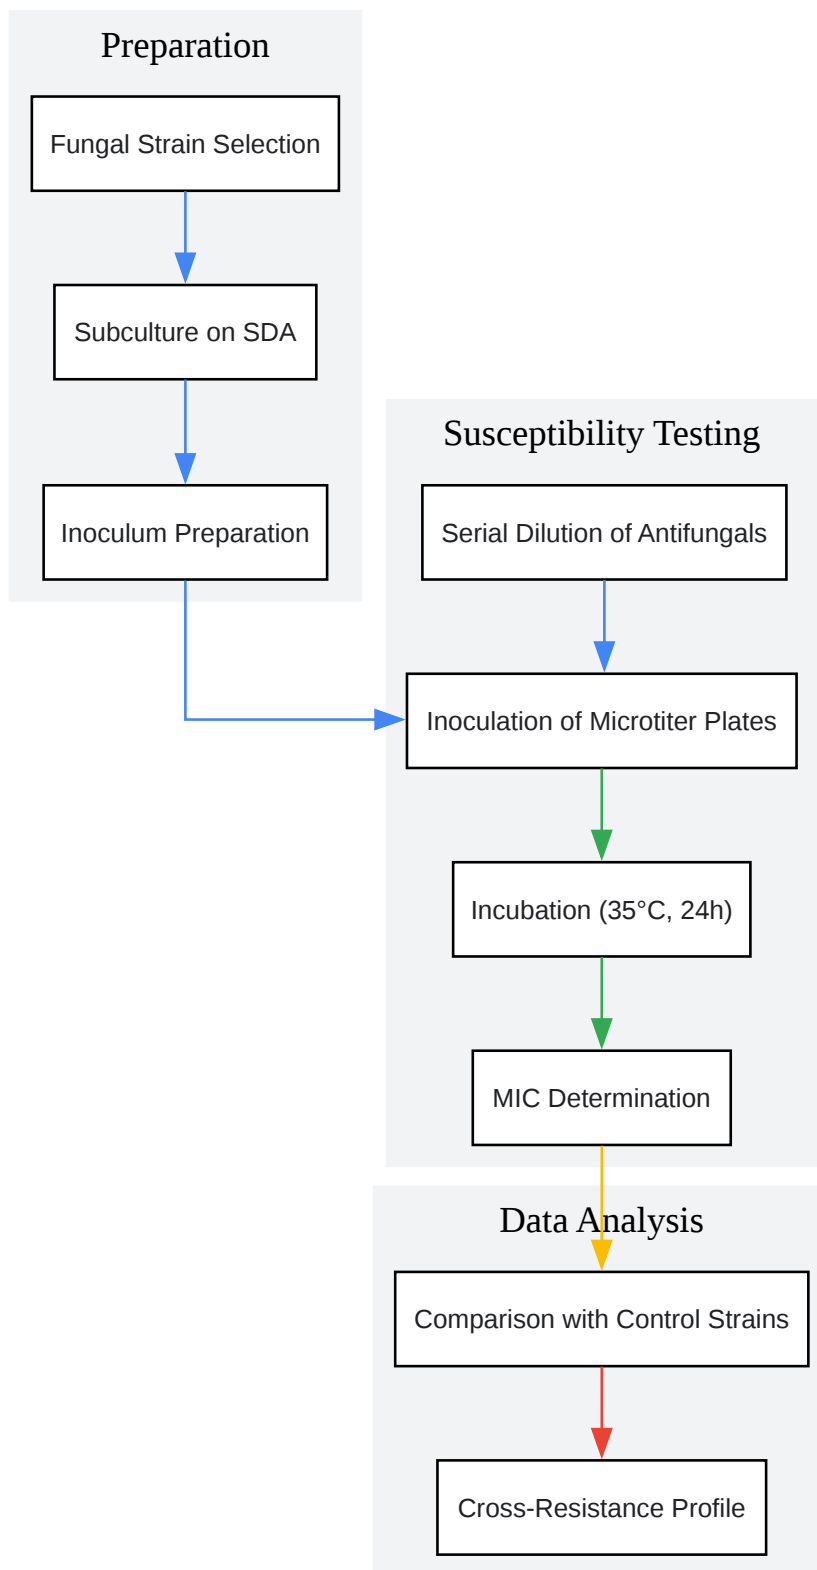 Preparation
Fungal Strain Selection
Subculture on SDA
Inoculum Preparation
Susceptibility Testing
Serial Dilution of Antifungals
Inoculation of Microtiter Plates
Incubation (35°C, 24h)
MIC Determination
Data Analysis
Comparison with Control Strains
Cross-Resistance Profile